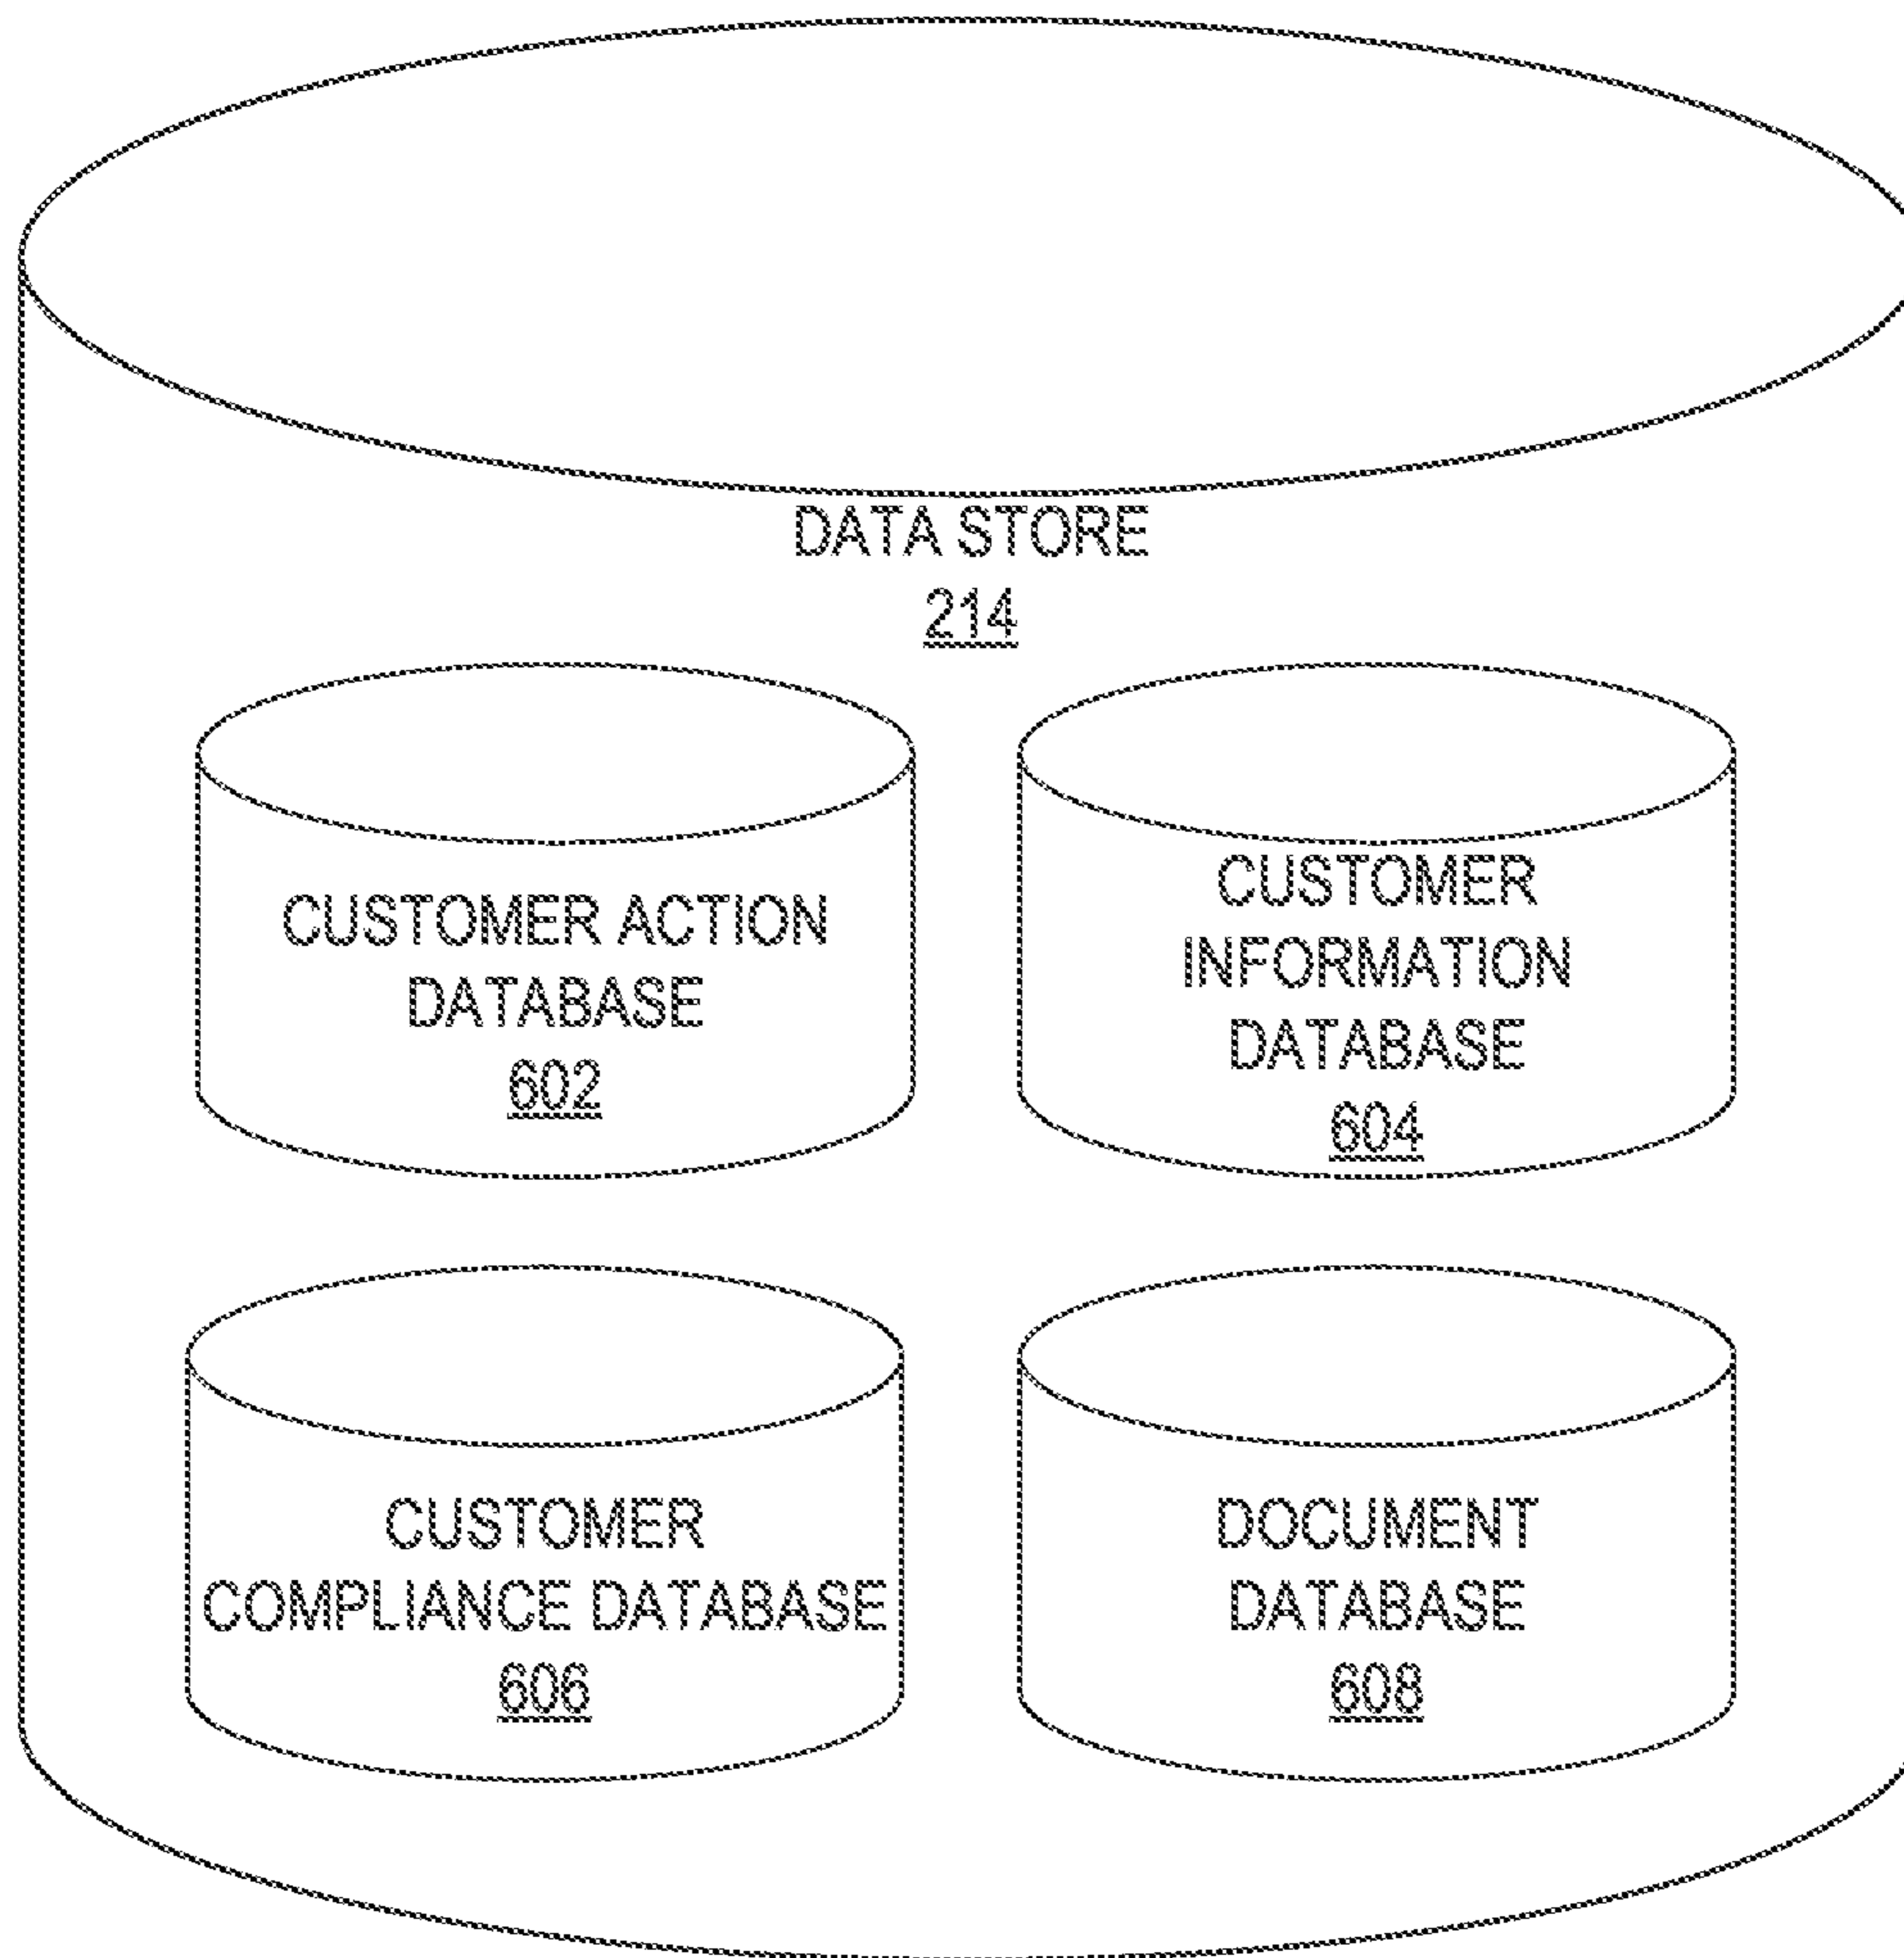 DATA STORE
214
CUSTOMER ACTION
DATABASE
602
CUSTOMER
INFORMATION
DATABASE
604
CUSTOMER
COMPLIANCE DATABASE
606
DOCUMENT
DATABASE
608